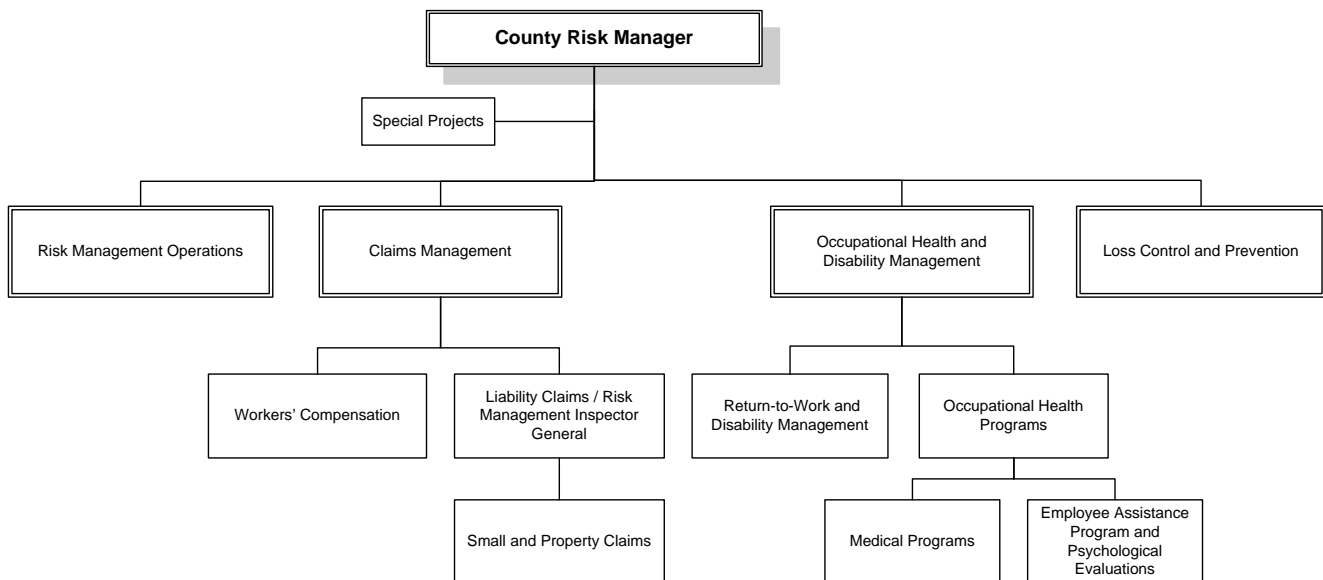 County Risk Manager
Special Projects
Risk Management Operations
Claims Management
Occupational Health and
Disability Management
Loss Control and Prevention
Workers’ Compensation
Liability Claims / Risk
Management Inspector
General
Return-to-Work and
Disability Management
Occupational Health
Programs
Small and Property Claims
Medical Programs
Employee Assistance
Program and
Psychological
Evaluations